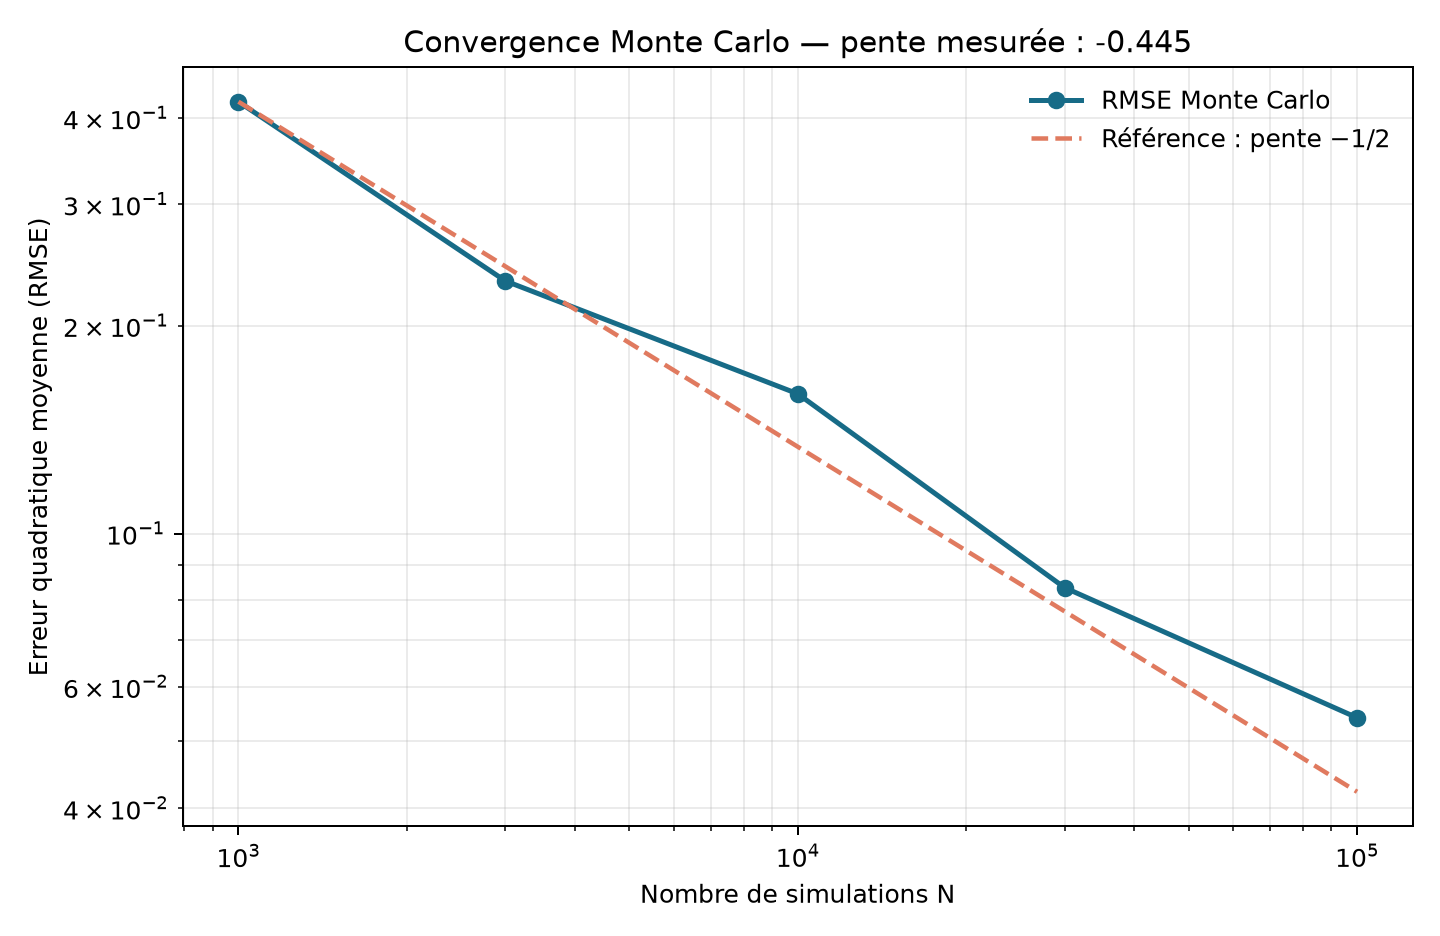 Convergence Monte Carlo — pente mesurée : -0.445
RMSE Monte Carlo
Référence : pente −1/2
Erreur quadratique moyenne (RMSE)
4 × 10⁻¹
3 × 10⁻¹
2 × 10⁻¹
10⁻¹
6 × 10⁻²
4 × 10⁻²
10³ 10⁴ 10⁵
Nombre de simulations N